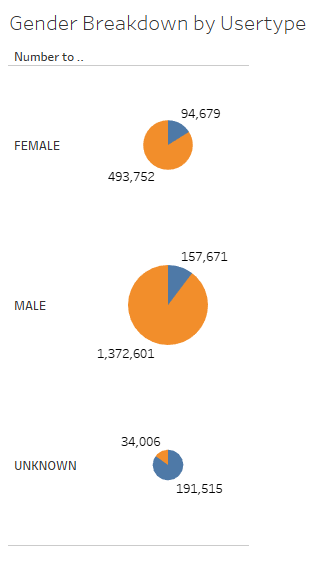 Gender Breakdown by Usertype
Number to ..
94,679
FEMALE
493,752
157,671
MALE
1,372,601
34,006
UNKNOWN
191,515